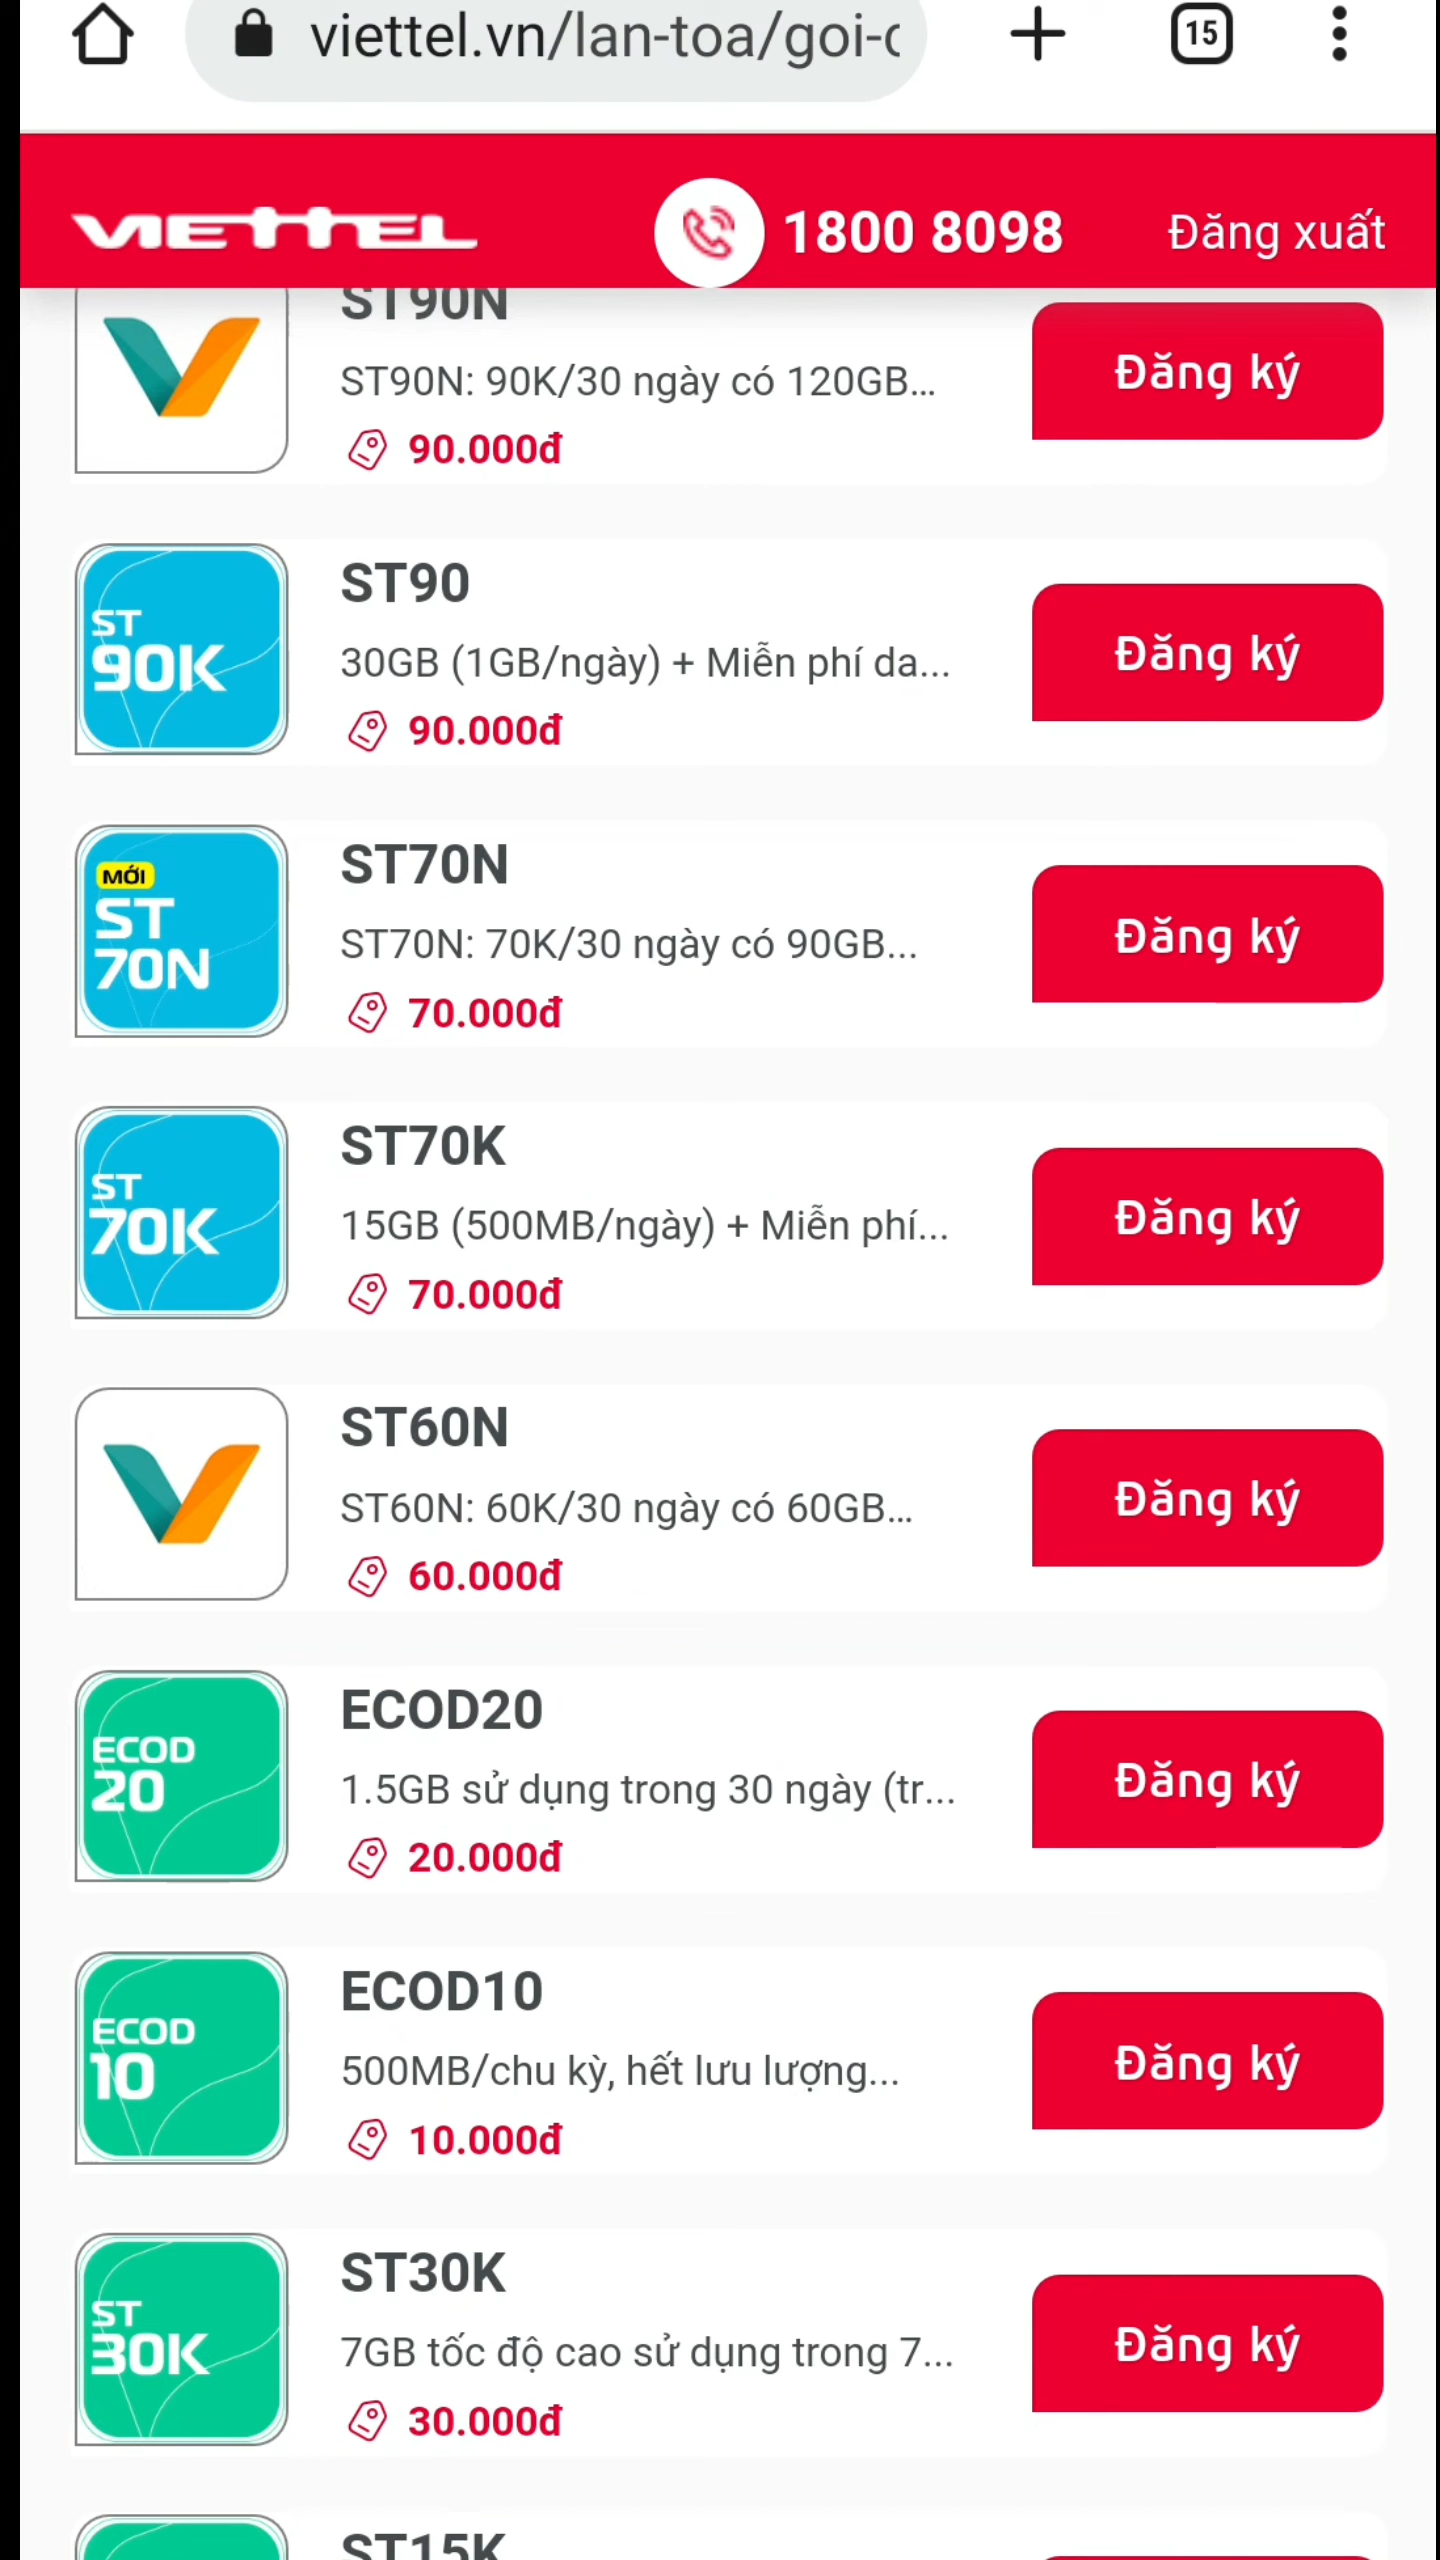 viettel.vn/lan-toa/goi-c
15
VIETTEL
1800 8098
Đăng xuất
ST90N
ST90N: 90K/30 ngày có 120GB...
90.000đ
Đăng ký
ST
90K
ST90
30GB (1GB/ngày) + Miễn phí da...
90.000đ
Đăng ký
MỚI
ST
70N
ST70N
ST70N: 70K/30 ngày có 90GB...
70.000đ
Đăng ký
ST
70K
ST70K
15GB (500MB/ngày) + Miễn phí...
70.000đ
Đăng ký
ST60N
ST60N: 60K/30 ngày có 60GB...
60.000đ
Đăng ký
ECOD
20
ECOD20
1.5GB sử dụng trong 30 ngày (tr...
20.000đ
Đăng ký
ECOD
10
ECOD10
500MB/chu kỳ, hết lưu lượng...
10.000đ
Đăng ký
ST
30K
ST30K
7GB tốc độ cao sử dụng trong 7...
30.000đ
Đăng ký
ST15K